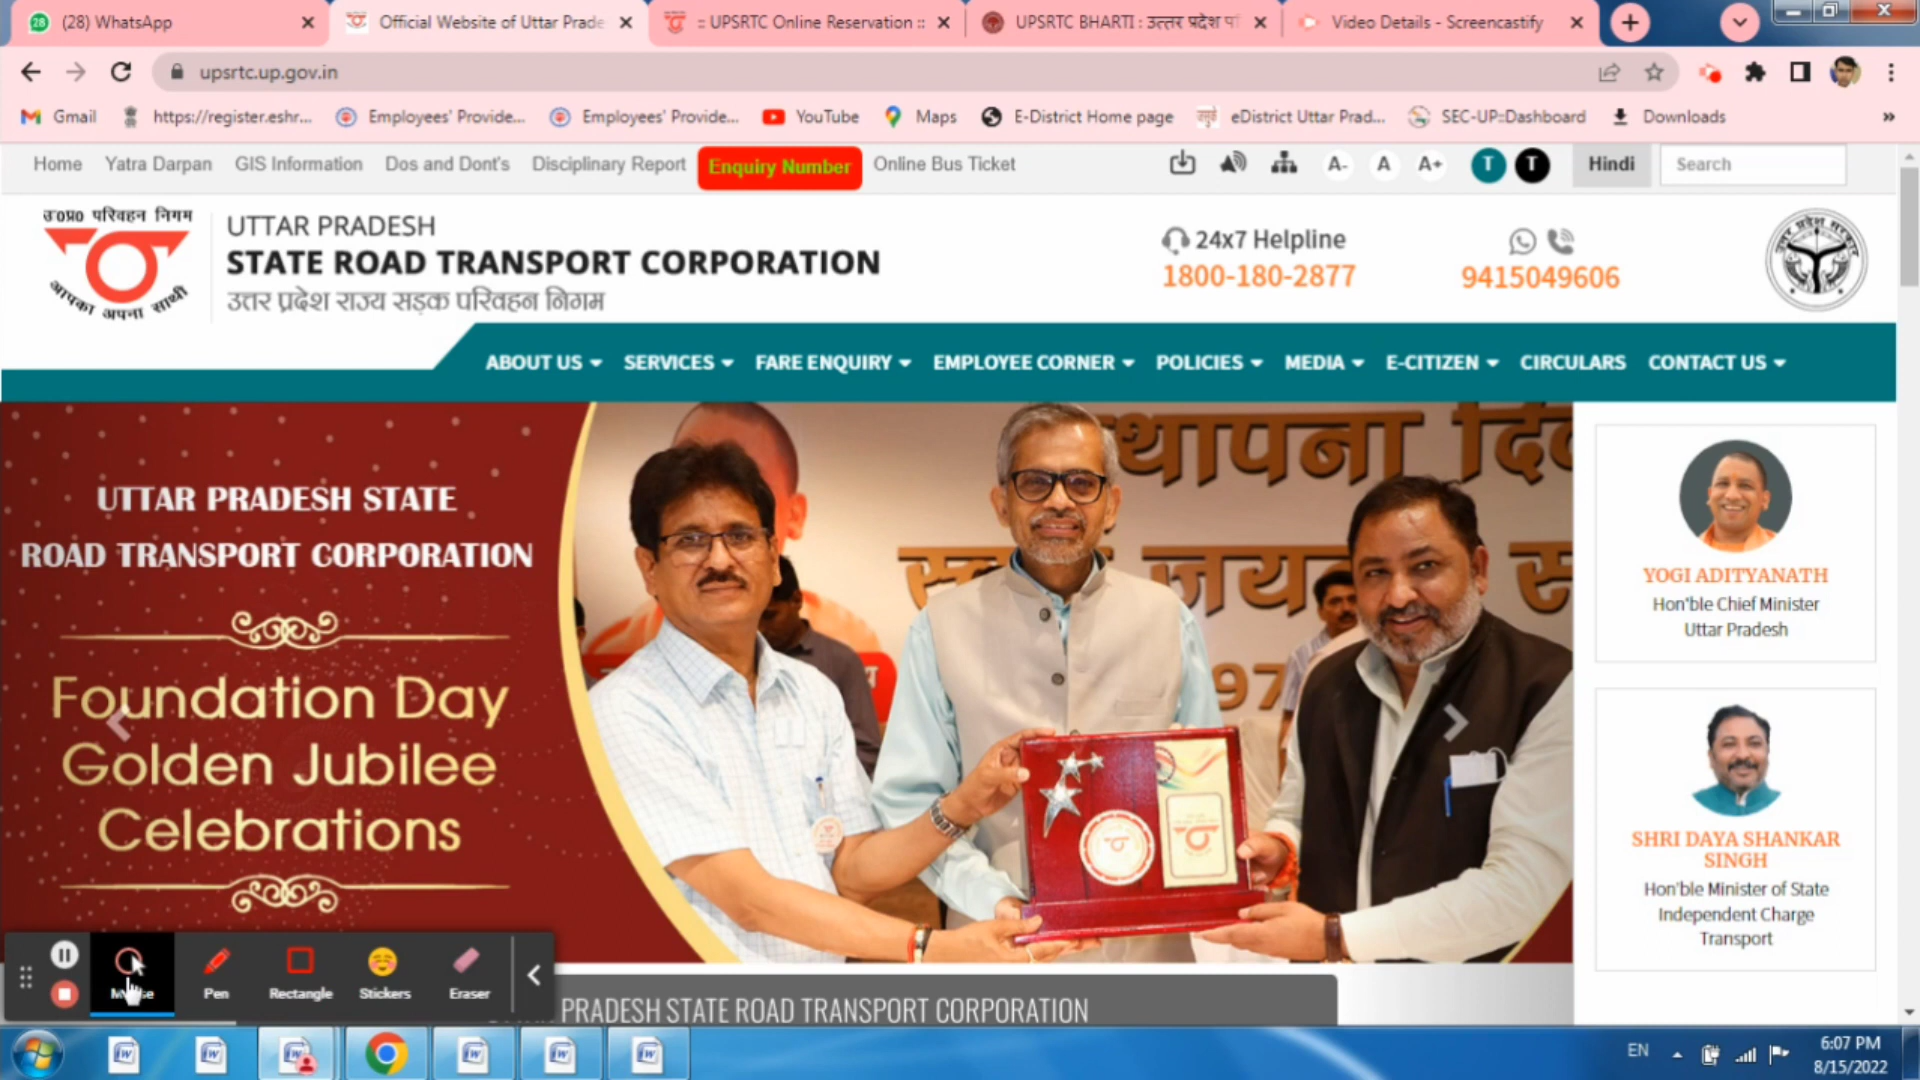 (28) WhatsApp
Official Website of Uttar Prade
:: UPSRTC Online Reservation ::
UPSRTC BHARTI : उत्तर प्रदेश
Video Details - Screencastify
upsrtc.up.gov.in
Gmail
https://register.eshr...
Employees' Provide...
Employees' Provide...
YouTube
Maps
E-District Home page
eDistrict Uttar Prad...
SEC-UP::Dashboard
Downloads
»
Home
Yatra Darpan
GIS Information
Dos and Dont's
Disciplinary Report
Enquiry Number
Online Bus Ticket
A-
A
A+
T
T
Hindi
Search
उ०प्र० परिवहन निगम
आपका अपना साथी
UTTAR PRADESH
STATE ROAD TRANSPORT CORPORATION
उत्तर प्रदेश राज्य सड़क परिवहन निगम
24x7 Helpline
1800-180-2877
9415049606
ABOUT US
SERVICES
FARE ENQUIRY
EMPLOYEE CORNER
POLICIES
MEDIA
E-CITIZEN
CIRCULARS
CONTACT US
UTTAR PRADESH STATE
ROAD TRANSPORT CORPORATION
Foundation Day
Golden Jubilee
Celebrations
YOGI ADITYANATH
Hon'ble Chief Minister
Uttar Pradesh
SHRI DAYA SHANKAR
SINGH
Hon'ble Minister of State
Independent Charge
Transport
Pen
Rectangle
Stickers
Eraser
PRADESH STATE ROAD TRANSPORT CORPORATION
EN
6:07 PM
8/15/2022